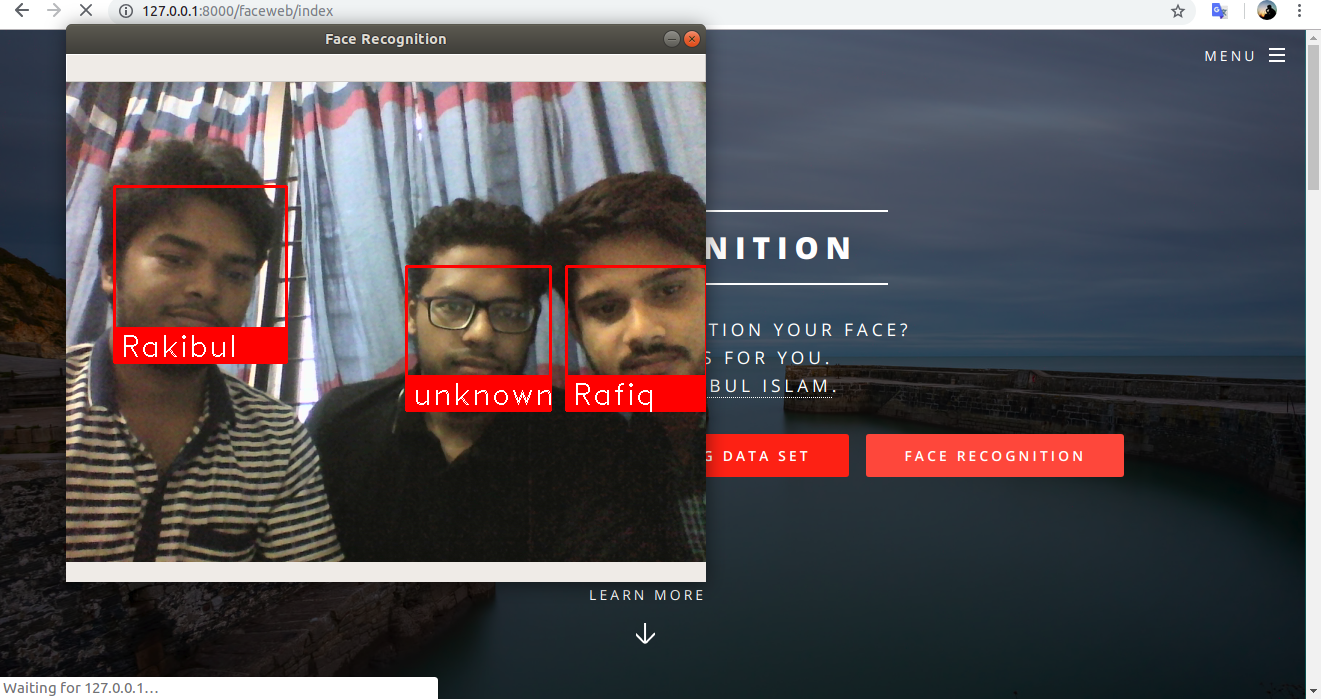 127.0.0.1:8000/faceweb/index
Face Recognition
MENU
NITION
TION YOUR FACE?
S FOR YOU.
BUL ISLAM.
G DATA SET
FACE RECOGNITION
Rakibul
unknown
Rafiq
LEARN MORE
Waiting for 127.0.0.1...